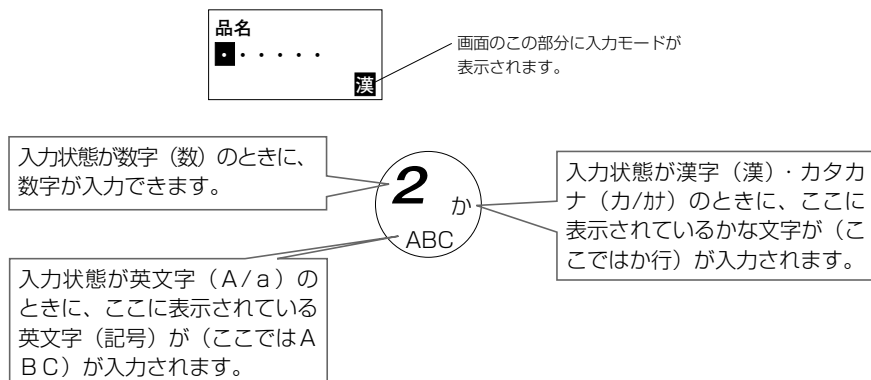 品名
・・・・・・
漢
画面のこの部分に入力モードが
表示されます。
入力状態が数字（数）のときに、
数字が入力できます。
2
か
ABC
入力状態が漢字（漢）・カタカ
ナ（カ/ｶﾅ）のときに、ここに
表示されているかな文字が（こ
こではか行）が入力されます。
入力状態が英文字（A/a）の
ときに、ここに表示されている
英文字（記号）が（ここではA
BC）が入力されます。